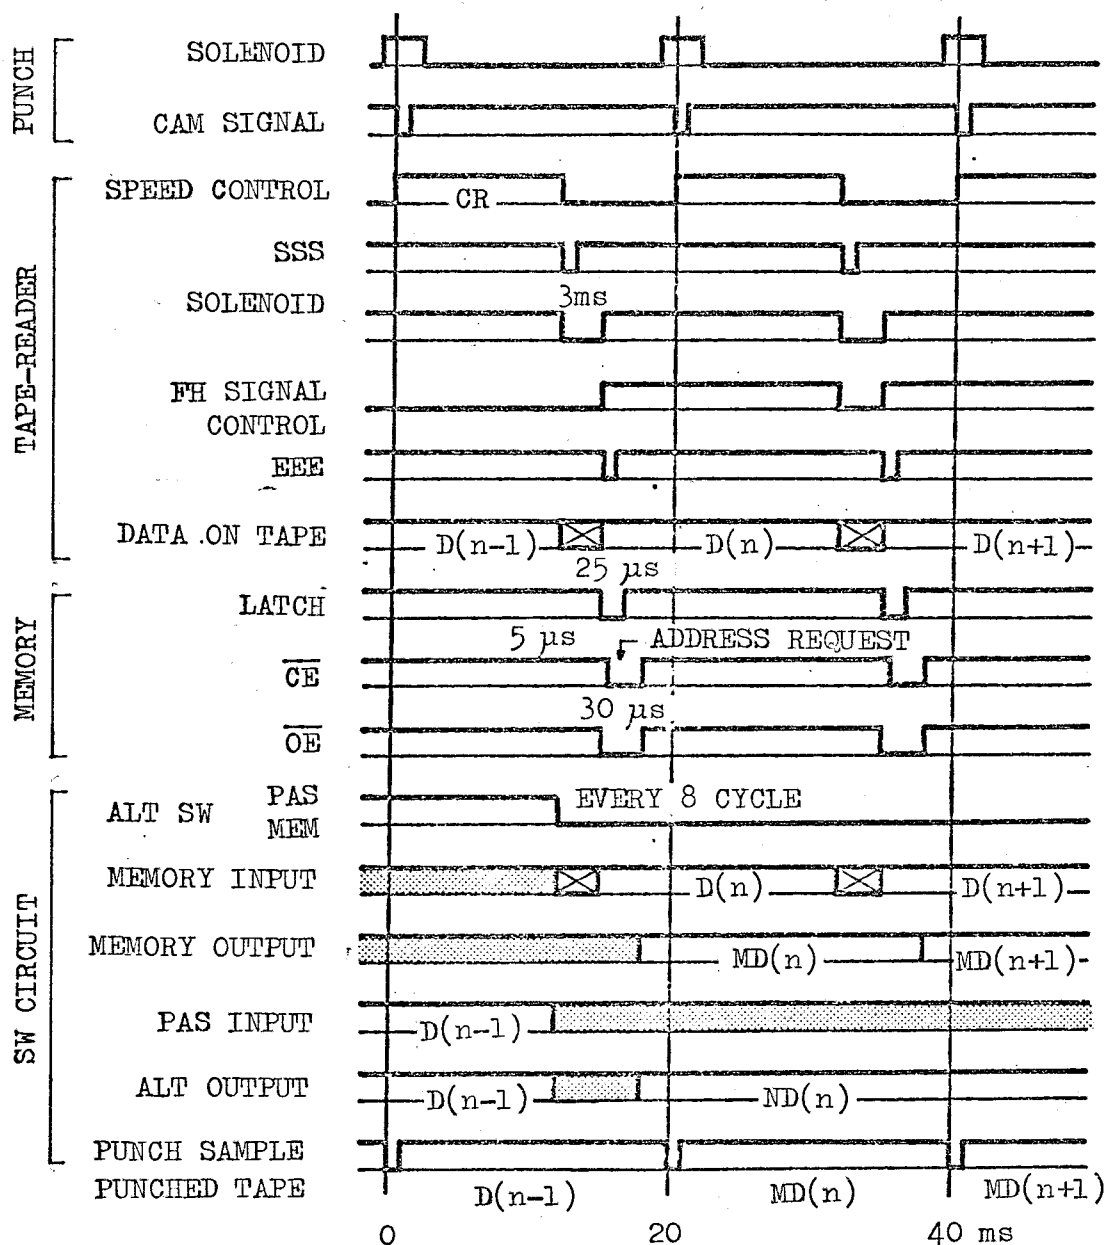 PUNCH
SOLENOID
CAM SIGNAL
TAPE-READER
SPEED CONTROL
CR
SSS
SOLENOID
3ms
FH SIGNAL
CONTROL
EEE
DATA ON TAPE
D(n-1)
D(n)
D(n+1)
MEMORY
25 µs
LATCH
5 µs
ADDRESS REQUEST
CE
30 µs
OE
SW CIRCUIT
ALT SW
PAS
MEM
EVERY 8 CYCLE
MEMORY INPUT
D(n)
D(n+1)
MEMORY OUTPUT
MD(n)
MD(n+1)
PAS INPUT
D(n-1)
ALT OUTPUT
D(n-1)
ND(n)
PUNCH SAMPLE
PUNCHED TAPE
D(n-1)
MD(n)
MD(n+1)
0
20
40 ms